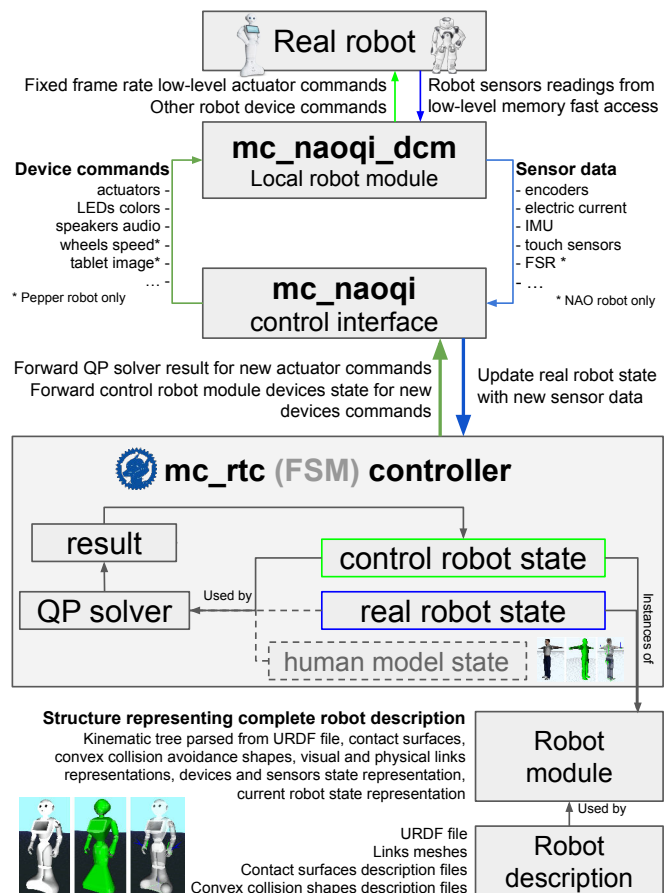 Real robot
Fixed frame rate low-level actuator commands
Other robot device commands
Robot sensors readings from
low-level memory fast access
mc_naoqi_dcm
Local robot module
Device commands
actuators -
LEDs colors -
speakers audio -
wheels speed* -
tablet image* -
... -
* Pepper robot only
Sensor data
- encoders
- electric current
- IMU
- touch sensors
- FSR *
- ...
* NAO robot only
mc_naoqi
control interface
Forward QP solver result for new actuator commands
Forward control robot module devices state for new
devices commands
Update real robot state
with new sensor data
mc_rtc (FSM) controller
result
control robot state
QP solver
Used by
real robot state
human model state
Instances of
Structure representing complete robot description
Kinematic tree parsed from URDF file, contact surfaces,
convex collision avoidance shapes, visual and physical links
representations, devices and sensors state representation,
current robot state representation
Robot
module
Used by
URDF file
Links meshes
Contact surfaces description files
Convex collision shapes description files
Robot
description